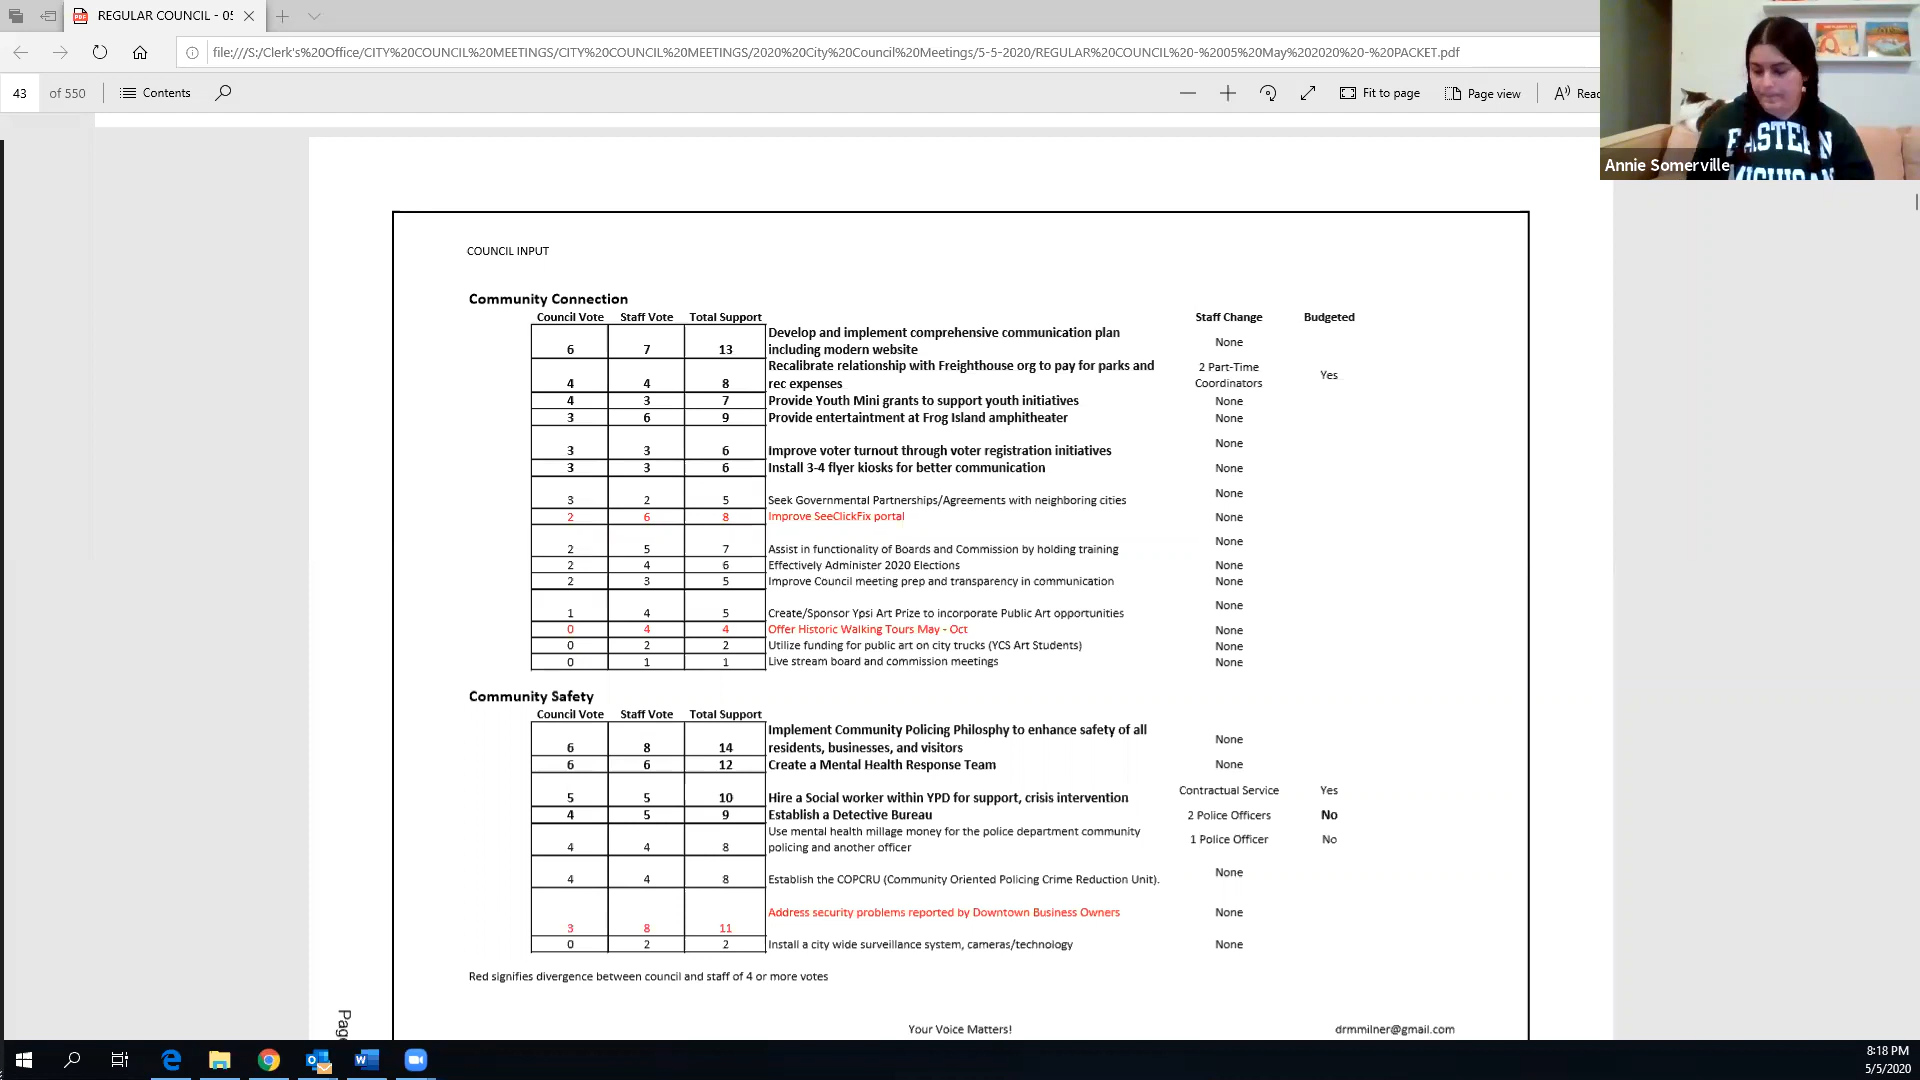 REGULAR COUNCIL - 05
file:///S:/Clerk's%20Office/CITY%20COUNCIL%20MEETINGS/CITY%20COUNCIL%20MEETINGS/2020%20City%20Council%20Meetings/5-5-2020/REGULAR%20COUNCIL%20-%2005%20May%202020%20-%20PACKET.pdf
43 of 550 Contents Fit to page Page view Rea
EASTERN
MICHIGAN
Annie Somerville
COUNCIL INPUT
Community Connection
Council Vote Staff Vote Total Support Staff Change Budgeted
6 7 13 Develop and implement comprehensive communication plan
including modern website None
4 4 8 Recalibrate relationship with Freighthouse org to pay for parks and
rec expenses 2 Part-Time
Coordinators Yes
4 3 7 Provide Youth Mini grants to support youth initiatives None
3 6 9 Provide entertaintment at Frog Island amphitheater None
3 3 6 Improve voter turnout through voter registration initiatives None
3 3 6 Install 3-4 flyer kiosks for better communication None
3 2 5 Seek Governmental Partnerships/Agreements with neighboring cities None
2 6 8 Improve SeeClickFix portal None
2 5 7 Assist in functionality of Boards and Commission by holding training None
2 4 6 Effectively Administer 2020 Elections None
2 3 5 Improve Council meeting prep and transparency in communication None
1 4 5 Create/Sponsor Ypsi Art Prize to incorporate Public Art opportunities None
0 4 4 Offer Historic Walking Tours May - Oct None
0 2 2 Utilize funding for public art on city trucks (YCS Art Students) None
0 1 1 Live stream board and commission meetings None
Community Safety
Council Vote Staff Vote Total Support
6 8 14 Implement Community Policing Philosphy to enhance safety of all
residents, businesses, and visitors None
6 6 12 Create a Mental Health Response Team None
5 5 10 Hire a Social worker within YPD for support, crisis intervention Contractual Service Yes
4 5 9 Establish a Detective Bureau 2 Police Officers No
4 4 8 Use mental health millage money for the police department community
policing and another officer 1 Police Officer No
4 4 8 Establish the COPCRU (Community Oriented Policing Crime Reduction Unit). None
3 8 11 Address security problems reported by Downtown Business Owners None
0 2 2 Install a city wide surveillance system, cameras/technology None
Red signifies divergence between council and staff of 4 or more votes
Pag
Your Voice Matters! drmmilner@gmail.com
8:18 PM
5/5/2020